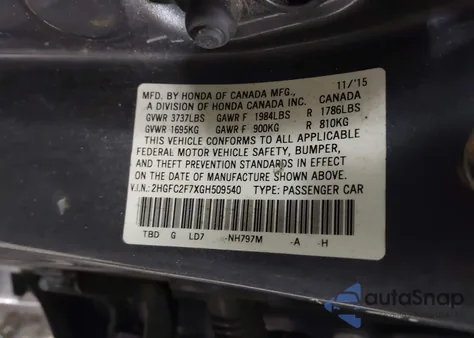 MFD. BY HONDA OF CANADA MFG., 11/'15
A DIVISION OF HONDA CANADA INC. CANADA
GVWR 3737LBS GAWR F 1984LBS R 1786LBS
GVWR 1695KG GAWR F 900KG R 810KG
THIS VEHICLE CONFORMS TO ALL APPLICABLE
FEDERAL MOTOR VEHICLE SAFETY, BUMPER,
AND THEFT PREVENTION STANDARDS IN EFFECT
ON THE DATE OF MANUFACTURE SHOWN ABOVE.
V.I.N.: 2HGFC2F7XGH509540 TYPE: PASSENGER CAR
TBD G LD7 -NH797M -A -H
autoSnap